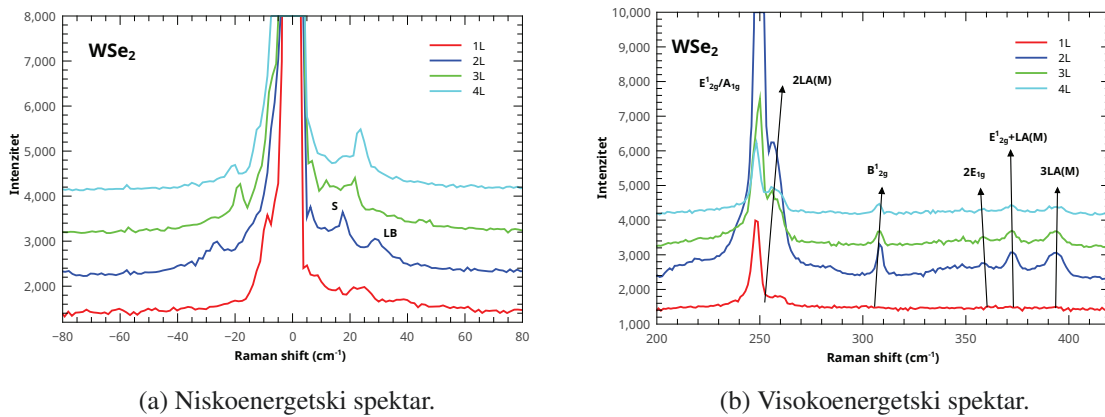 WSe₂
1L
2L
3L
4L
S
LB
8,000
7,000
6,000
5,000
4,000
3,000
2,000
Intenzitet
−80 −60 −40 −20 0 20 40 60 80
Raman shift (cm⁻¹)
(a) Niskoenergetski spektar.
WSe₂
1L
2L
3L
4L
E¹₂g/A₁g
2LA(M)
B¹₂g
2E₁g
E¹₂g+LA(M)
3LA(M)
10,000
9,000
8,000
7,000
6,000
5,000
4,000
3,000
2,000
1,000
Intenzitet
200 250 300 350 400
Raman shift (cm⁻¹)
(b) Visokoenergetski spektar.